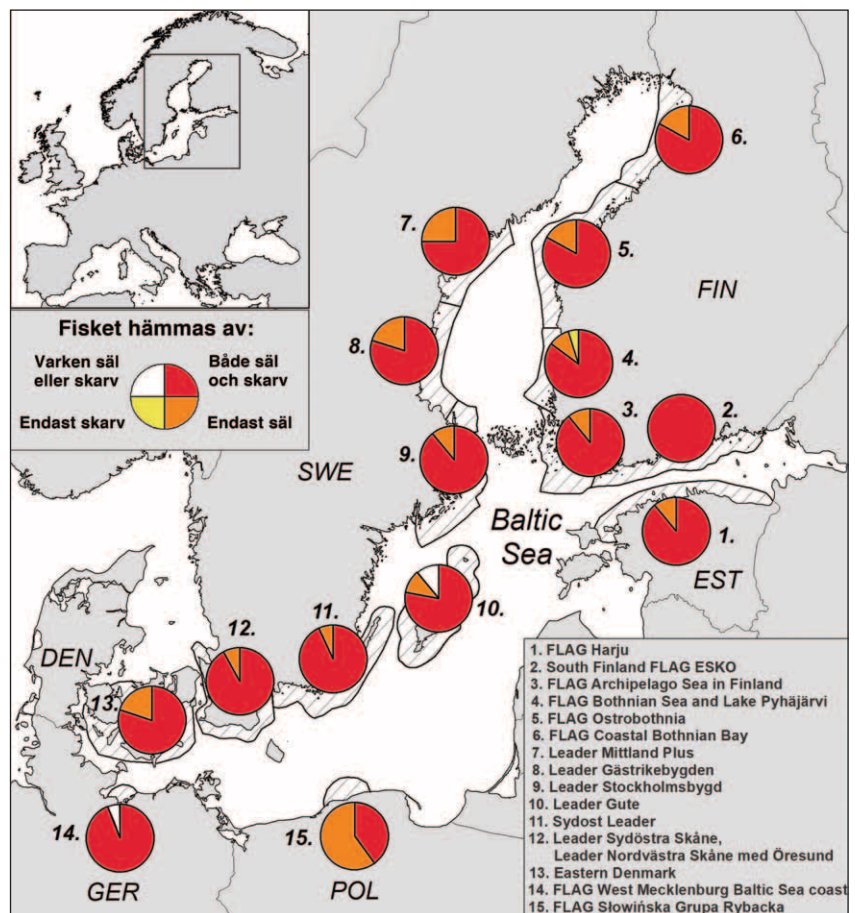 Fisket hämmas av:
Varken säl
eller skarv
Både säl
och skarv
Endast skarv
Endast säl
6.
7.
5.
FIN
8.
4.
3.
2.
9.
SWE
Baltic
Sea
1.
EST
10.
11.
12.
DEN
13.
14.
GER
15.
POL
1. FLAG Harju
2. South Finland FLAG ESKO
3. FLAG Archipelago Sea in Finland
4. FLAG Bothnian Sea and Lake Pyhäjärvi
5. FLAG Ostrobothnia
6. FLAG Coastal Bothnian Bay
7. Leader Mittland Plus
8. Leader Gästrikebygden
9. Leader Stockholmsbygd
10. Leader Gute
11. Sydost Leader
12. Leader Sydöstra Skåne,
Leader Nordvästra Skåne med Öresund
13. Eastern Denmark
14. FLAG West Mecklenburg Baltic Sea coast
15. FLAG Słowińska Grupa Rybacka